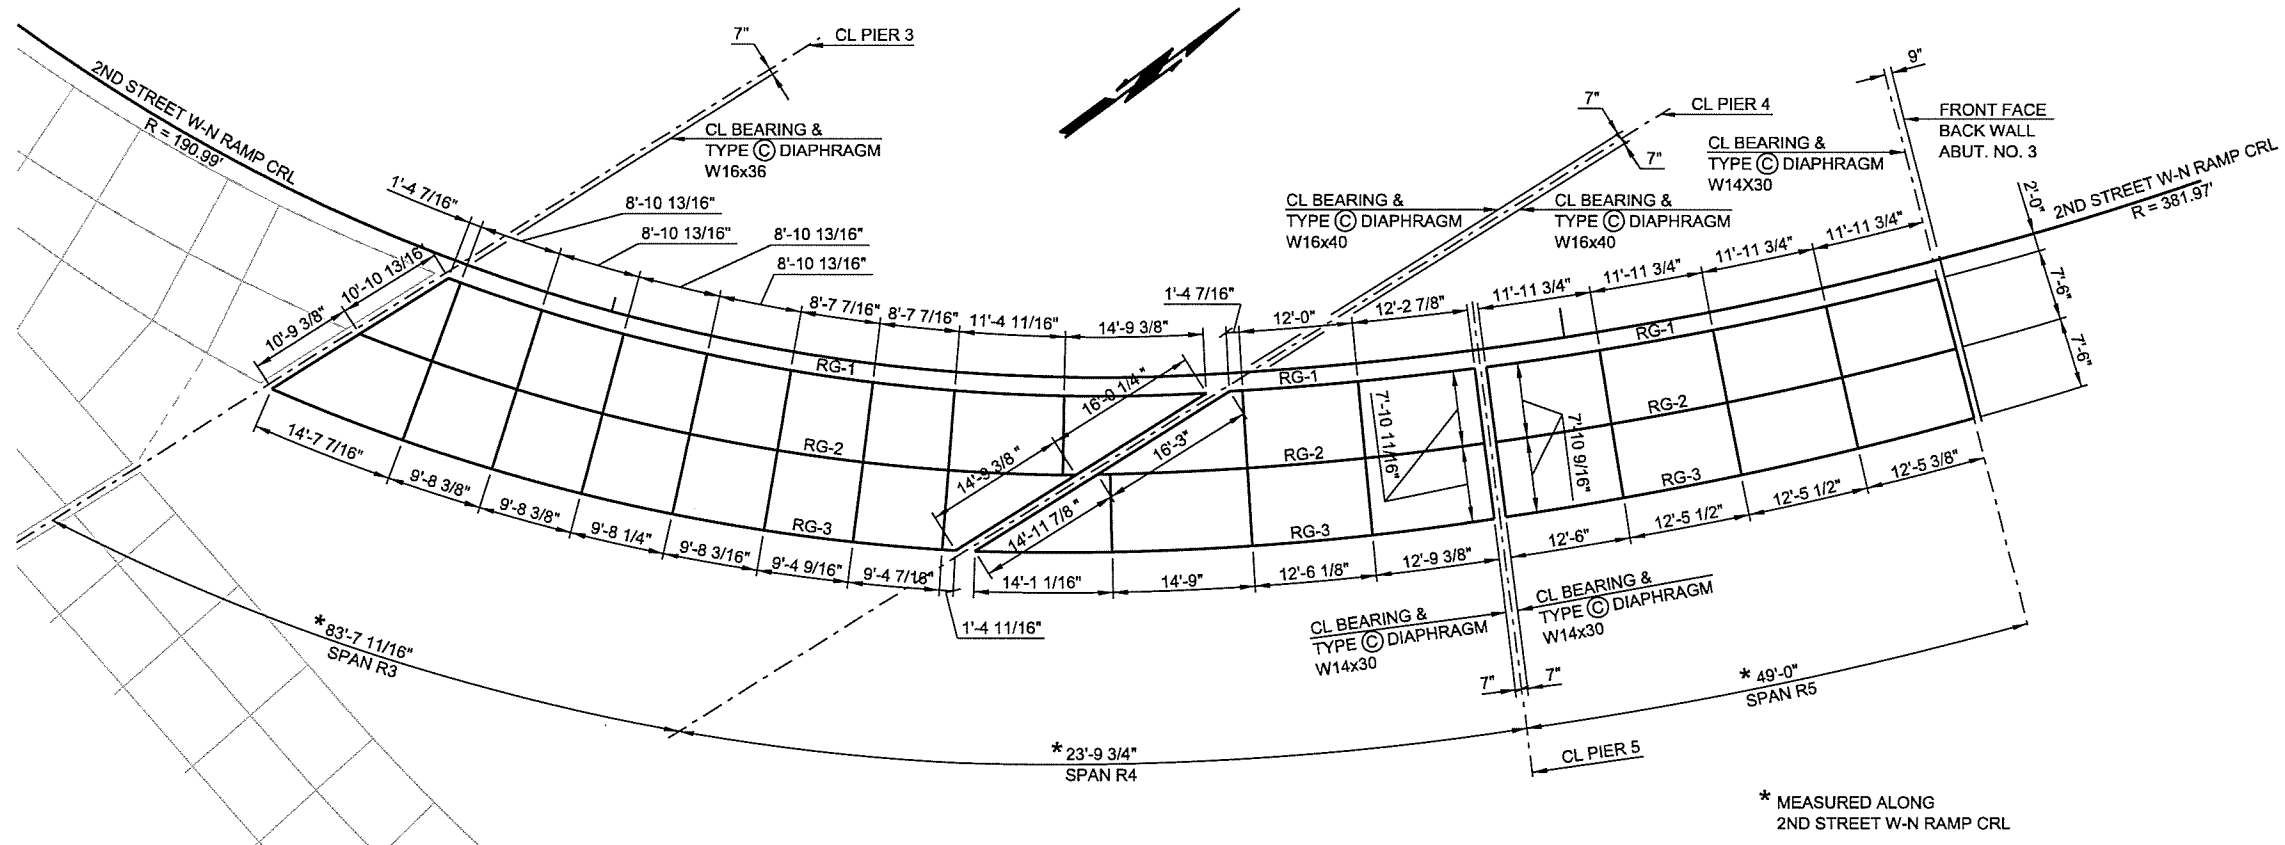 7"
CL PIER 3
2ND STREET W-N RAMP CRL
R = 190.99'
CL BEARING &
TYPE Ⓒ DIAPHRAGM
W16x36
1'-4 7/16"
8'-10 13/16"
8'-10 13/16"
8'-10 13/16"
8'-10 13/16"
10'-10 13/16"
10'-9 3/8"
8'-7 7/16"
8'-7 7/16"
11'-4 11/16"
14'-9 3/8"
1'-4 7/16"
12'-0"
12'-2 7/8"
7"
CL PIER 4
7"
CL BEARING &
TYPE Ⓒ DIAPHRAGM
W16x40
CL BEARING &
TYPE Ⓒ DIAPHRAGM
W16x40
CL BEARING &
TYPE Ⓒ DIAPHRAGM
W14X30
9"
FRONT FACE
BACK WALL
ABUT. NO. 3
2'-0"
2ND STREET W-N RAMP CRL
R = 381.97'
11'-11 3/4"
11'-11 3/4"
11'-11 3/4"
11'-11 3/4"
7'-6"
7'-6"
RG-1
RG-1
RG-1
RG-2
RG-2
RG-2
RG-3
RG-3
RG-3
16'-0 1/4"
14'-9 3/8"
16'-3"
14'-11 7/8"
7'-10 11/16"
7'-10 9/16"
14'-7 7/16"
9'-8 3/8"
9'-8 3/8"
9'-8 1/4"
9'-8 3/16"
9'-4 9/16"
9'-4 7/16"
1'-4 11/16"
14'-1 1/16"
14'-9"
12'-6 1/8"
12'-9 3/8"
12'-6"
12'-5 1/2"
12'-5 1/2"
12'-5 3/8"
CL BEARING &
TYPE Ⓒ DIAPHRAGM
W14x30
CL BEARING &
TYPE Ⓒ DIAPHRAGM
W14x30
7"
7"
* 83'-7 11/16"
SPAN R3
* 23'-9 3/4"
SPAN R4
* 49'-0"
SPAN R5
CL PIER 5
* MEASURED ALONG
2ND STREET W-N RAMP CRL